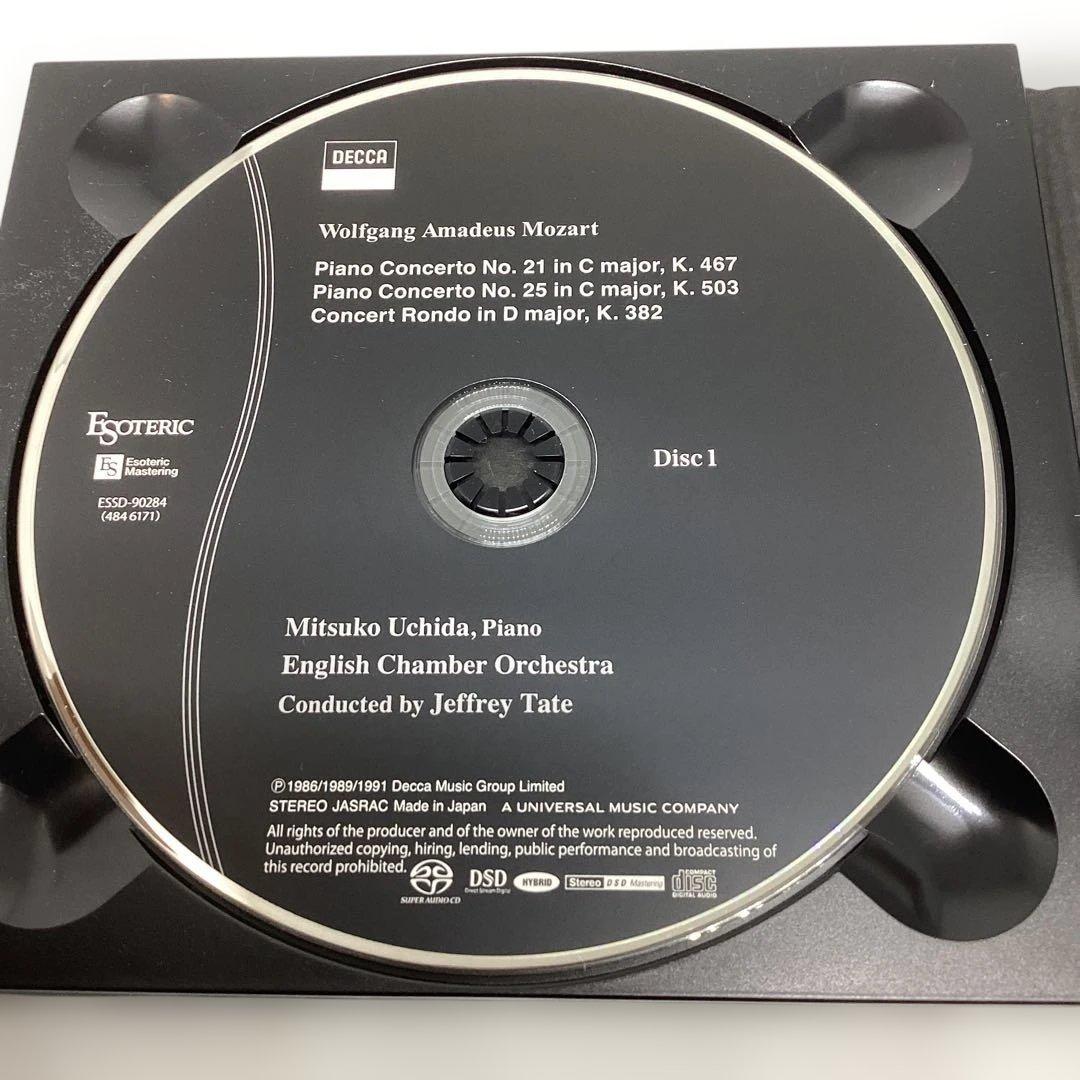 DECCA
Wolfgang Amadeus Mozart
Piano Concerto No. 21 in C major, K. 467
Piano Concerto No. 25 in C major, K. 503
Concert Rondo in D major, K. 382
ESOTERIC
ES Esoteric
Mastering
ESSD-90284
(484 6171)
Disc 1
Mitsuko Uchida, Piano
English Chamber Orchestra
Conducted by Jeffrey Tate
℗1986/1989/1991 Decca Music Group Limited
STEREO JASRAC Made in Japan A UNIVERSAL MUSIC COMPANY
All rights of the producer and of the owner of the work reproduced reserved.
Unauthorized copying, hiring, lending, public performance and broadcasting of
this record prohibited.
SUPER AUDIO CD
DSD
Direct Stream Digital
HYBRID
Stereo DSD Mastering
COMPACT
disc
DIGITAL AUDIO